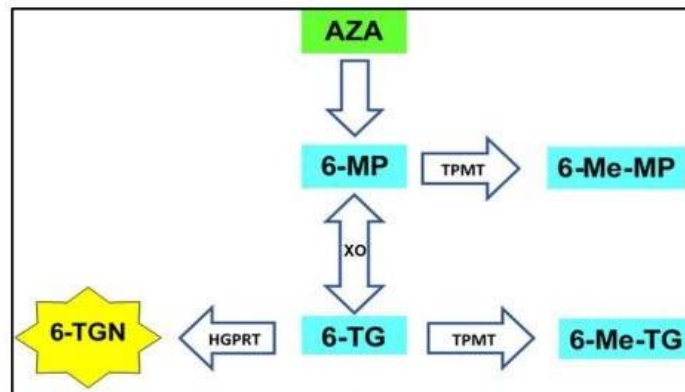 AZA
6-MP TPMT 6-Me-MP
XO
6-TGN HGPRT 6-TG TPMT 6-Me-TG